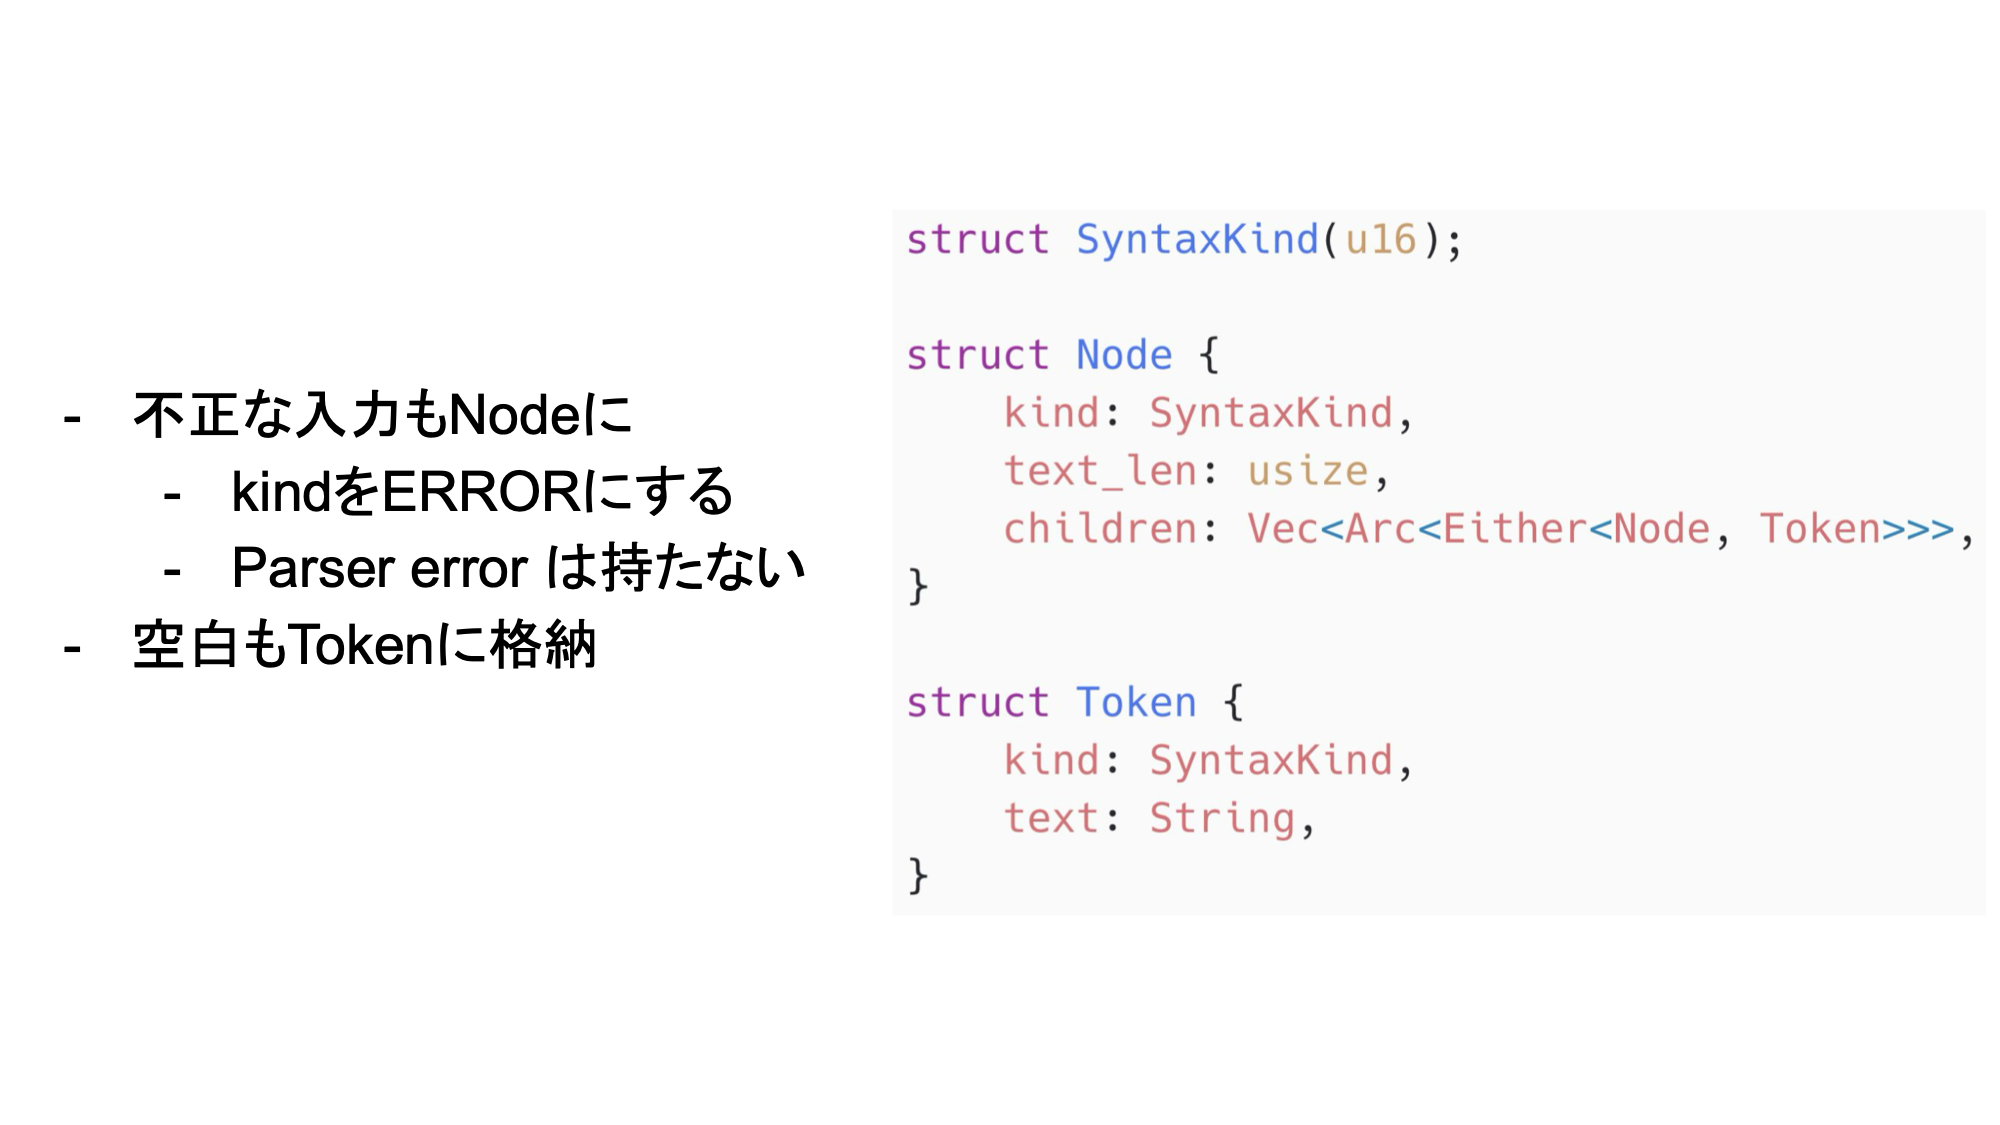 - 不正な入力もNodeに
- kindをERRORにする
- Parser error は持たない
- 空白もTokenに格納
struct SyntaxKind(u16);
struct Node {
kind: SyntaxKind,
text_len: usize,
children: Vec<Arc<Either<Node, Token>>>,
}
struct Token {
kind: SyntaxKind,
text: String,
}